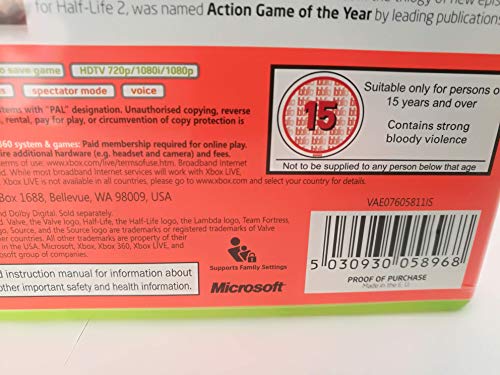 for Half-Life 2, was named Action Game of the Year by leading publications
o save game
HDTV 720p/1080i/1080p
spectator mode
voice
stems with "PAL" designation. Unauthorised copying, reverse
, rental, pay for play, or circumvention of copy protection is
360 system & games: Paid membership required for online play.
ire additional hardware (e.g. headset and camera) and fees.
terms of use: www.xbox.com/live/termsofuse.htm. Broadband Internet
While most broadband Internet services will work with Xbox LIVE,
Xbox LIVE is not available in all countries, please go to www.xbox.com and select your country for details.
Box 1688, Bellevue, WA 98009, USA
nd Dolby Digital. Sold separately.
d. Valve, the Valve logo, Half-Life, the Half-Life logo, the Lambda logo, Team Fortress,
logo, Source, and the Source logo are trademarks or registered trademarks of Valve
r countries. All other trademarks are property of their
in the USA. Microsoft, Xbox, Xbox 360, Xbox LIVE, and
osoft group of companies.
d instruction manual for information about
other important safety and health information.
Supports Family Settings
Microsoft
15
Suitable only for persons of
15 years and over
Contains strong
bloody violence
Not to be supplied to any person below that age
VAE07605811IS
5 030930 058968
PROOF OF PURCHASE
Made in E. U.